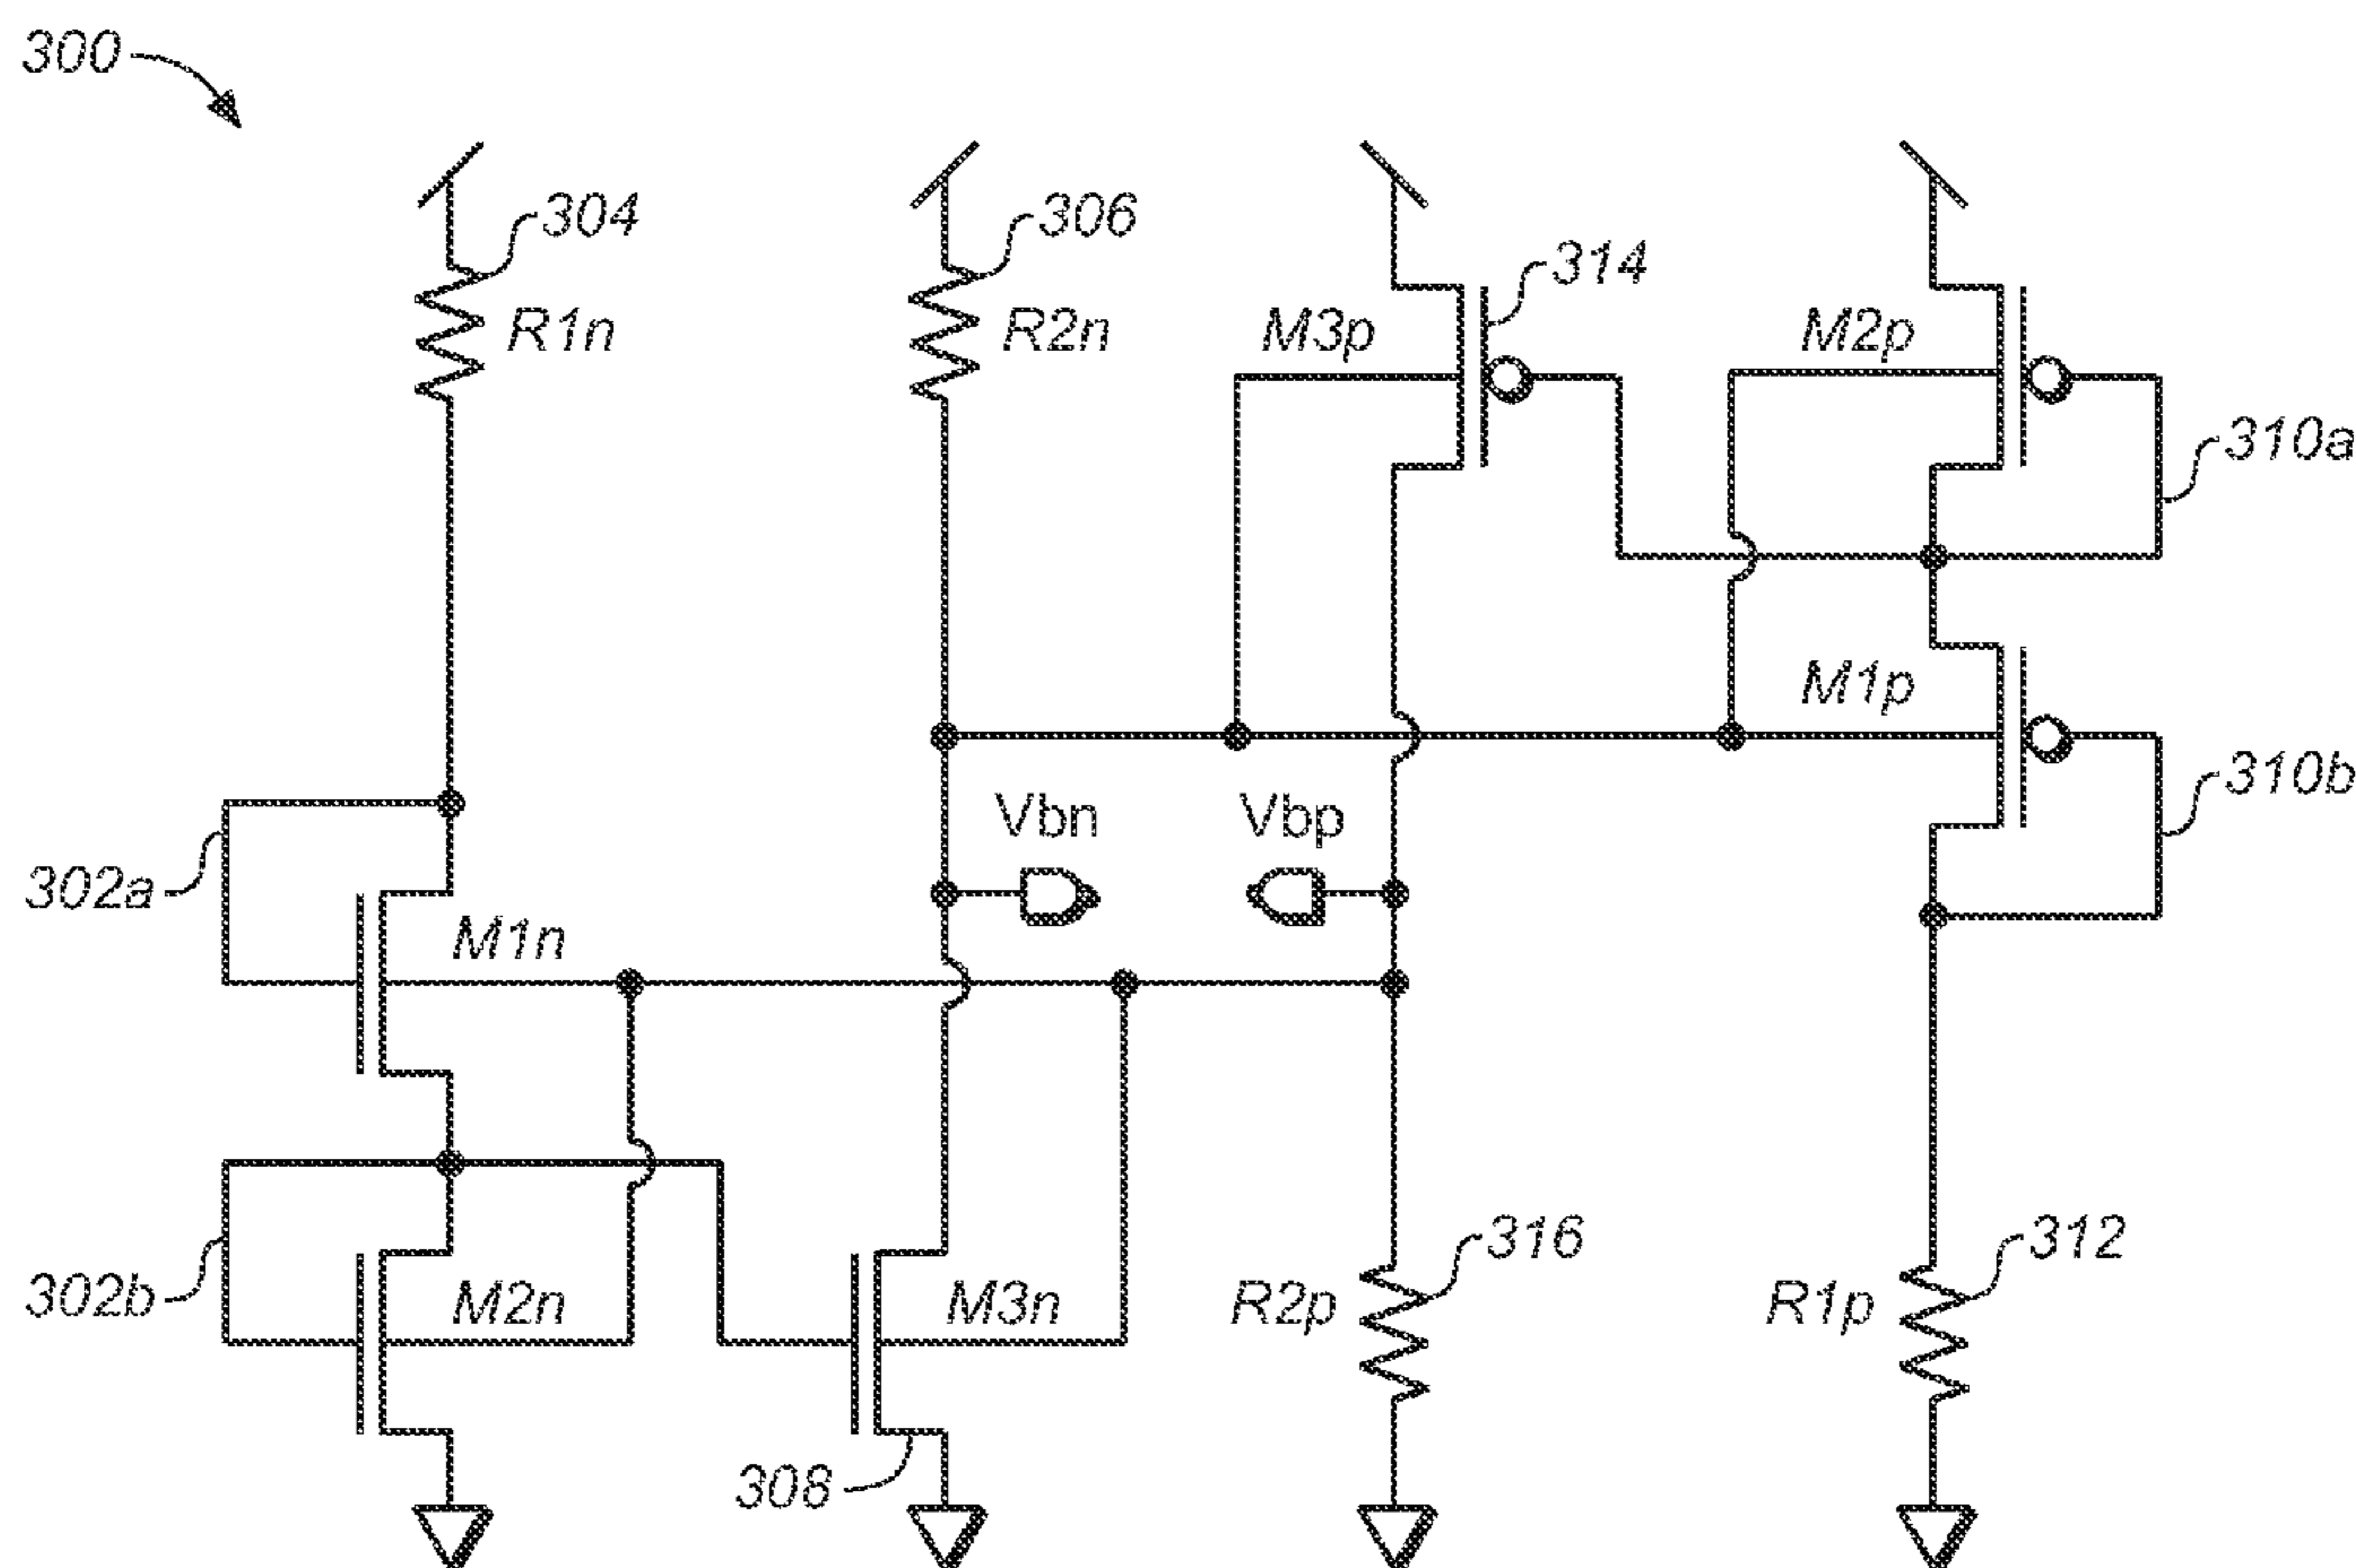 300
304
306
314
R1n
R2n
M3p
M2p
310a
M1p
310b
Vbn
Vbp
302a
M1n
302b
M2n
M3n
R2p
316
R1p
312
308